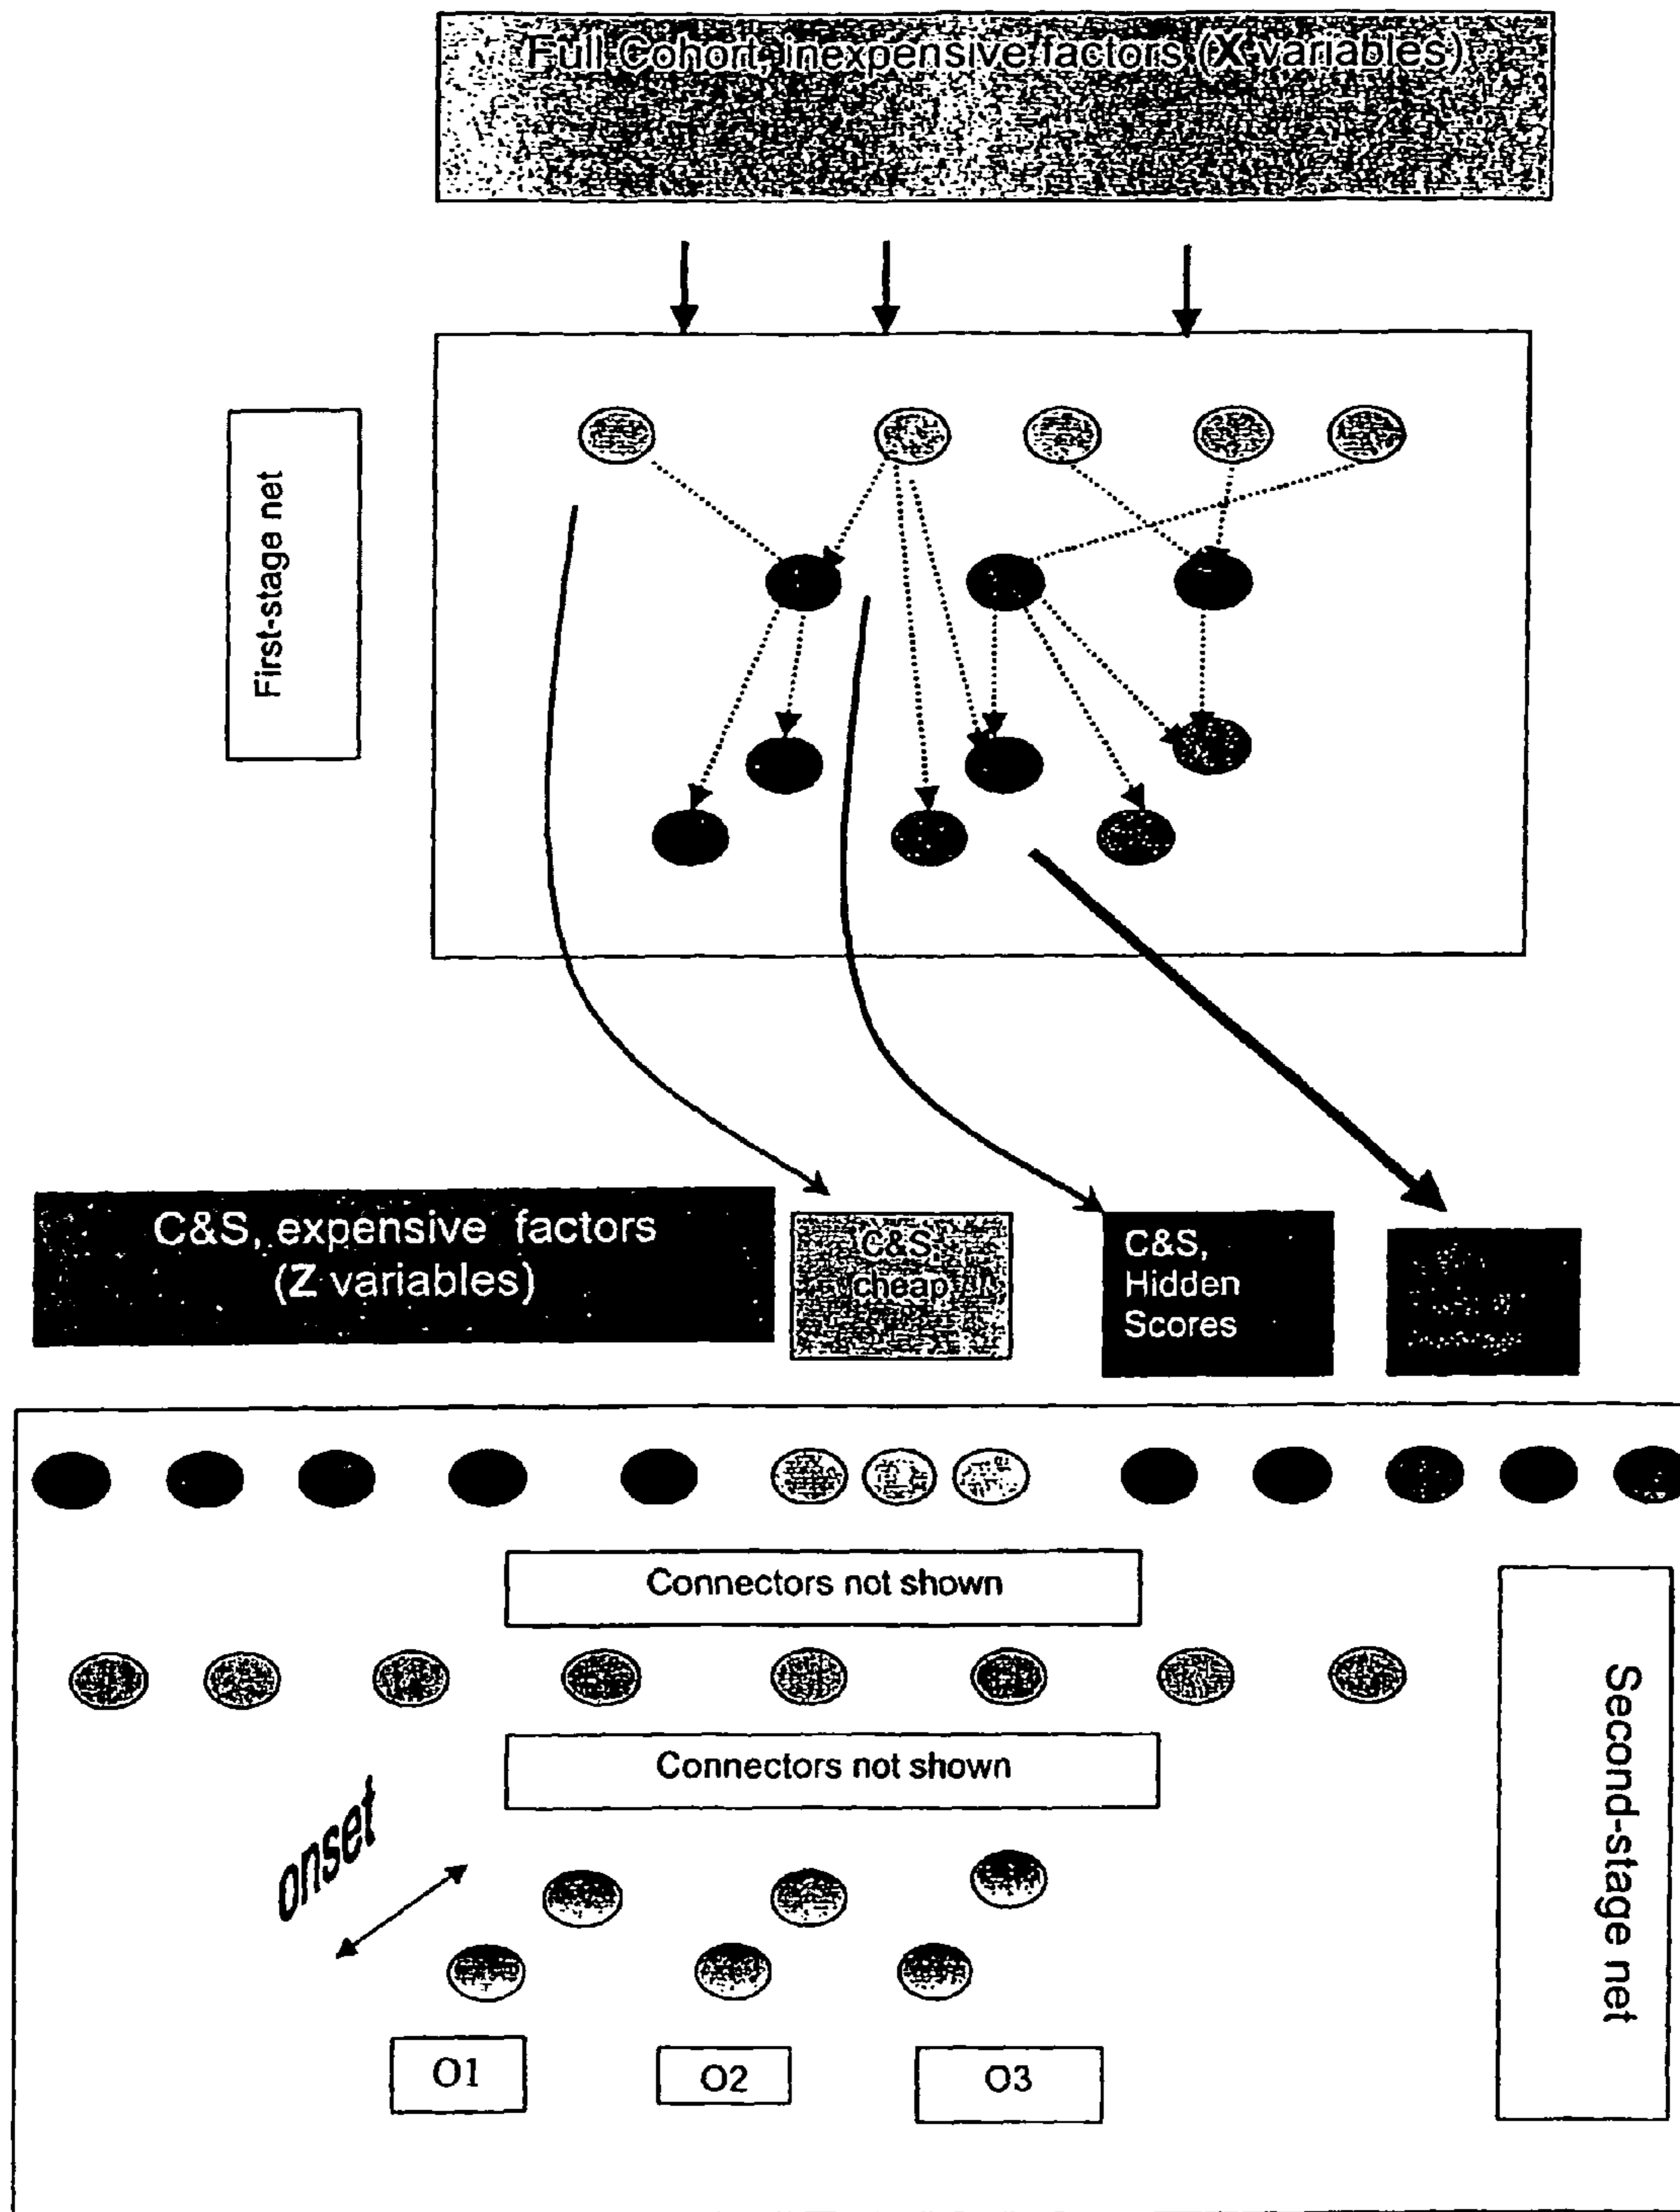 Full Cohort, inexpensive factors (X variables)
First-stage net
C&S, expensive factors
(Z variables)
C&S,
cheap
C&S,
Hidden
Scores
Connectors not shown
Connectors not shown
onset
Second-stage net
O1
O2
O3